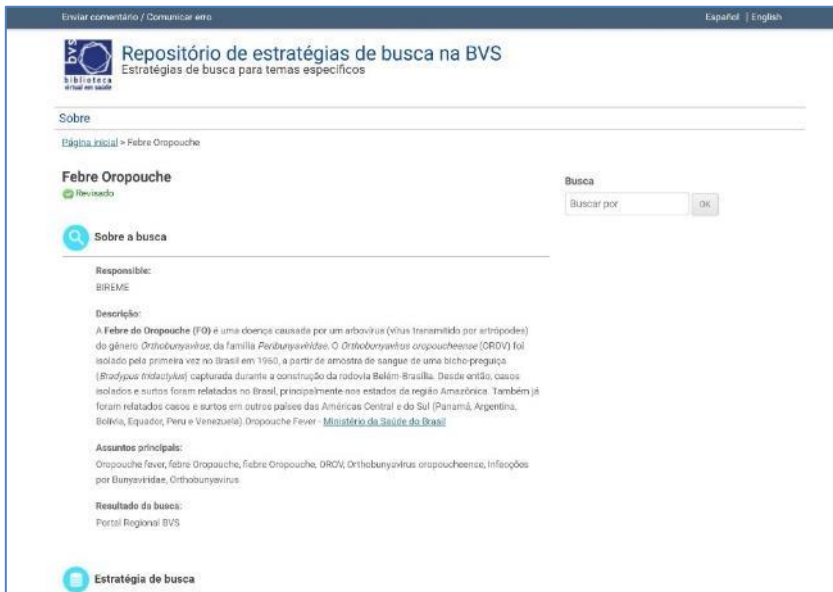 Enviar comentário / Comunicar erro
Español | English
bvs
biblioteca
virtual em saúde
Repositório de estratégias de busca na BVS
Estratégias de busca para temas específicos
Sobre
Página inicial > Febre Oropouche
Febre Oropouche
Revisado
Busca
Buscar por
OK
Sobre a busca
Responsible:
BIREME
Descrição:
A Febre do Oropouche (FO) é uma doença causada por um arbovírus (vírus transmitido por artrópodes)
do gênero Orthobunyavirus, da família Peribunyaviridae. O Orthobunyavirus oropoucheense (OROV) foi
isolado pela primeira vez no Brasil em 1960, a partir de amostra de sangue de uma bicho-preguiça
(Bradypus tridactylus) capturada durante a construção da rodovia Belém-Brasília. Desde então, casos
isolados e surtos foram relatados no Brasil, principalmente nos estados da região Amazônica. Também já
foram relatados casos e surtos em outros países das Américas Central e do Sul (Panamá, Argentina,
Bolívia, Equador, Peru e Venezuela).Oropouche Fever - Ministério da Saúde do Brasil
Assuntos principais:
Oropouche fever, febre Oropouche, fiebre Oropouche, OROV, Orthobunyavirus oropoucheense, Infecções
por Bunyaviridae, Orthobunyavirus
Resultado da busca:
Portal Regional BVS
Estratégia de busca